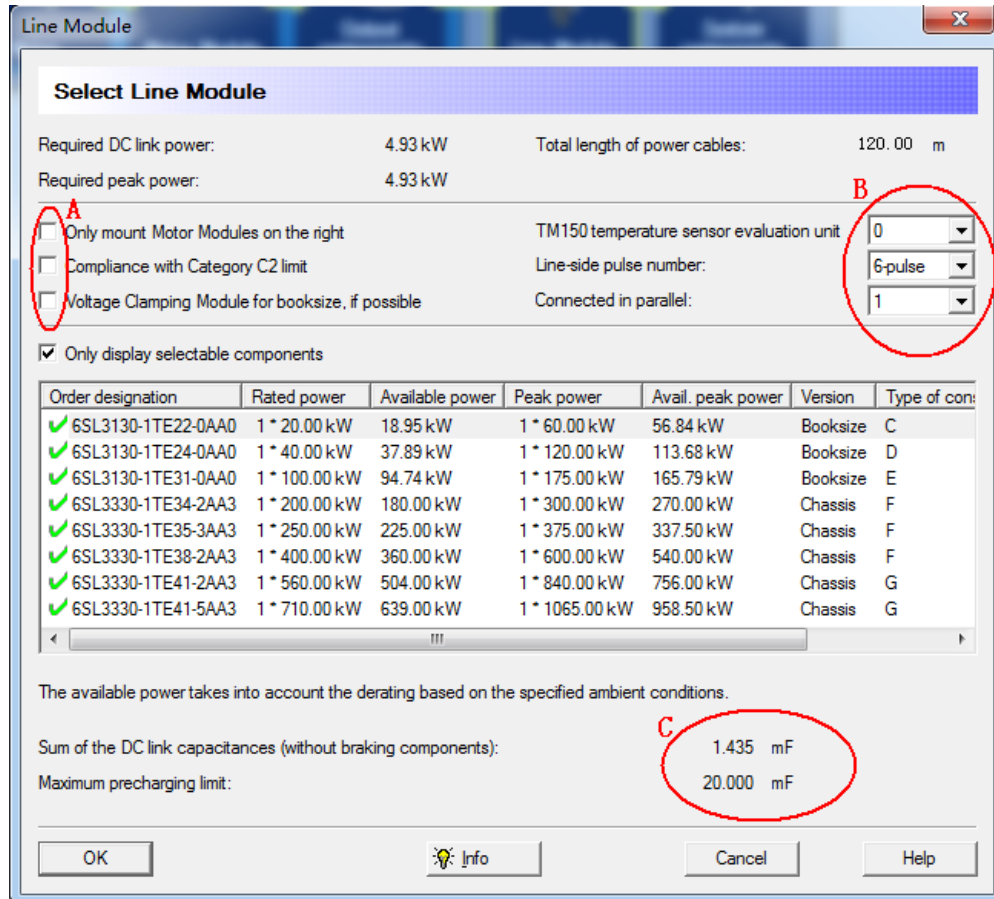 Line Module
Select Line Module
Required DC link power: 4.93 kW Total length of power cables: 120.00 m
Required peak power: 4.93 kW
A B
Only mount Motor Modules on the right TM150 temperature sensor evaluation unit 0
Compliance with Category C2 limit Line-side pulse number: 6-pulse
Voltage Clamping Module for booksize, if possible Connected in parallel: 1
Only display selectable components
Order designation Rated power Available power Peak power Avail. peak power Version Type of con
6SL3130-1TE22-0AA0 1 * 20.00 kW 18.95 kW 1 * 60.00 kW 56.84 kW Booksize C
6SL3130-1TE24-0AA0 1 * 40.00 kW 37.89 kW 1 * 120.00 kW 113.68 kW Booksize D
6SL3130-1TE31-0AA0 1 * 100.00 kW 94.74 kW 1 * 175.00 kW 165.79 kW Booksize E
6SL3330-1TE34-2AA3 1 * 200.00 kW 180.00 kW 1 * 300.00 kW 270.00 kW Chassis F
6SL3330-1TE35-3AA3 1 * 250.00 kW 225.00 kW 1 * 375.00 kW 337.50 kW Chassis F
6SL3330-1TE38-2AA3 1 * 400.00 kW 360.00 kW 1 * 600.00 kW 540.00 kW Chassis F
6SL3330-1TE41-2AA3 1 * 560.00 kW 504.00 kW 1 * 840.00 kW 756.00 kW Chassis G
6SL3330-1TE41-5AA3 1 * 710.00 kW 639.00 kW 1 * 1065.00 kW 958.50 kW Chassis G
The available power takes into account the derating based on the specified ambient conditions.
C
Sum of the DC link capacitances (without braking components): 1.435 mF
Maximum precharging limit: 20.000 mF
OK Info Cancel Help